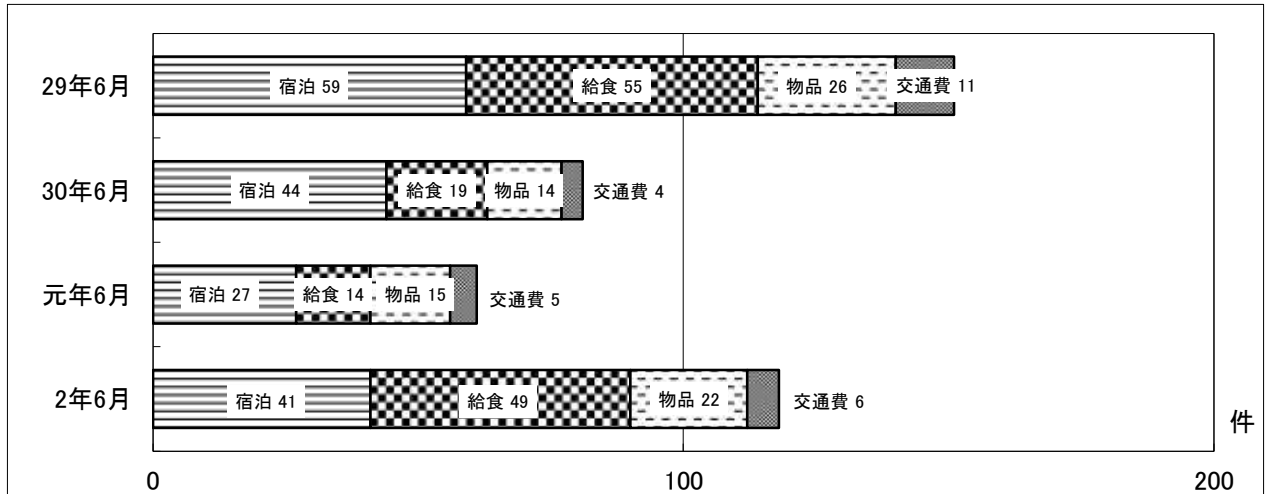 29年6月 宿泊 59 給食 55 物品 26 交通費 11
30年6月 宿泊 44 給食 19 物品 14 交通費 4
元年6月 宿泊 27 給食 14 物品 15 交通費 5
2年6月 宿泊 41 給食 49 物品 22 交通費 6
件
0 100 200